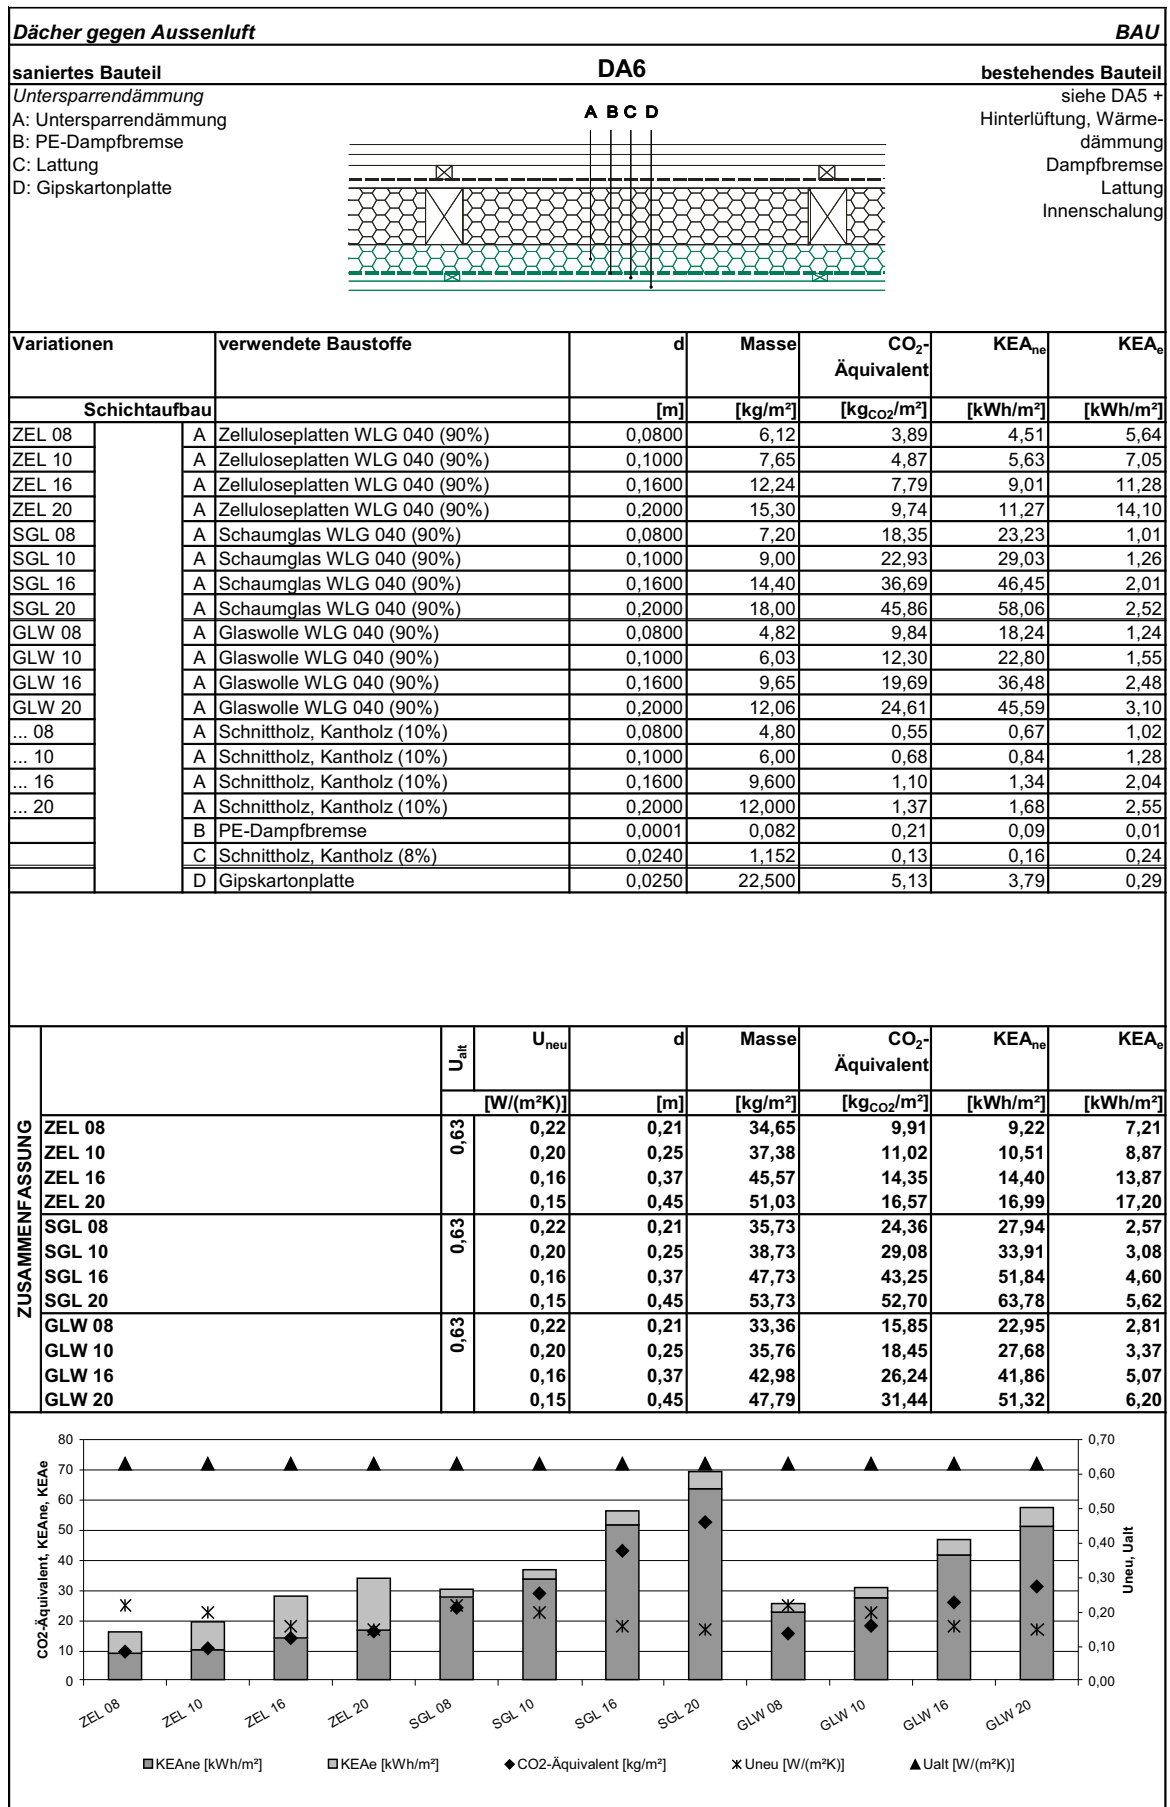 Dächer gegen Aussenluft BAU
saniertes Bauteil DA6 bestehendes Bauteil
Untersparrendämmung siehe DA5 +
A: Untersparrendämmung Hinterlüftung, Wärme-
B: PE-Dampfbremse dämmung
C: Lattung Dampfbremse
D: Gipskartonplatte Lattung
Innenschalung
A B C D
Variationen verwendete Baustoffe d Masse CO2-Äquivalent KEAne KEAe
Schichtaufbau [m] [kg/m²] [kgCO2/m²] [kWh/m²] [kWh/m²]
ZEL 08 A Zelluloseplatten WLG 040 (90%) 0,0800 6,12 3,89 4,51 5,64
ZEL 10 A Zelluloseplatten WLG 040 (90%) 0,1000 7,65 4,87 5,63 7,05
ZEL 16 A Zelluloseplatten WLG 040 (90%) 0,1600 12,24 7,79 9,01 11,28
ZEL 20 A Zelluloseplatten WLG 040 (90%) 0,2000 15,30 9,74 11,27 14,10
SGL 08 A Schaumglas WLG 040 (90%) 0,0800 7,20 18,35 23,23 1,01
SGL 10 A Schaumglas WLG 040 (90%) 0,1000 9,00 22,93 29,03 1,26
SGL 16 A Schaumglas WLG 040 (90%) 0,1600 14,40 36,69 46,45 2,01
SGL 20 A Schaumglas WLG 040 (90%) 0,2000 18,00 45,86 58,06 2,52
GLW 08 A Glaswolle WLG 040 (90%) 0,0800 4,82 9,84 18,24 1,24
GLW 10 A Glaswolle WLG 040 (90%) 0,1000 6,03 12,30 22,80 1,55
GLW 16 A Glaswolle WLG 040 (90%) 0,1600 9,65 19,69 36,48 2,48
GLW 20 A Glaswolle WLG 040 (90%) 0,2000 12,06 24,61 45,59 3,10
... 08 A Schnittholz, Kantholz (10%) 0,0800 4,80 0,55 0,67 1,02
... 10 A Schnittholz, Kantholz (10%) 0,1000 6,00 0,68 0,84 1,28
... 16 A Schnittholz, Kantholz (10%) 0,1600 9,600 1,10 1,34 2,04
... 20 A Schnittholz, Kantholz (10%) 0,2000 12,000 1,37 1,68 2,55
B PE-Dampfbremse 0,0001 0,082 0,21 0,09 0,01
C Schnittholz, Kantholz (8%) 0,0240 1,152 0,13 0,16 0,24
D Gipskartonplatte 0,0250 22,500 5,13 3,79 0,29
ZUSAMMENFASSUNG
Ualt Uneu d Masse CO2-Äquivalent KEAne KEAe
[W/(m²K)] [m] [kg/m²] [kgCO2/m²] [kWh/m²] [kWh/m²]
ZEL 08 0,63 0,22 0,21 34,65 9,91 9,22 7,21
ZEL 10 0,20 0,25 37,38 11,02 10,51 8,87
ZEL 16 0,16 0,37 45,57 14,35 14,40 13,87
ZEL 20 0,15 0,45 51,03 16,57 16,99 17,20
SGL 08 0,63 0,22 0,21 35,73 24,36 27,94 2,57
SGL 10 0,20 0,25 38,73 29,08 33,91 3,08
SGL 16 0,16 0,37 47,73 43,25 51,84 4,60
SGL 20 0,15 0,45 53,73 52,70 63,78 5,62
GLW 08 0,63 0,22 0,21 33,36 15,85 22,95 2,81
GLW 10 0,20 0,25 35,76 18,45 27,68 3,37
GLW 16 0,16 0,37 42,98 26,24 41,86 5,07
GLW 20 0,15 0,45 47,79 31,44 51,32 6,20
CO2-Äquivalent, KEAne, KEAe
80
70
60
50
40
30
20
10
0
0,70
0,60
0,50
0,40
0,30
0,20
0,10
0,00
Uneu, Ualt
ZEL 08 ZEL 10 ZEL 16 ZEL 20 SGL 08 SGL 10 SGL 16 SGL 20 GLW 08 GLW 10 GLW 16 GLW 20
KEAne [kWh/m²] KEAe [kWh/m²] CO2-Äquivalent [kg/m²] Uneu [W/(m²K)] Ualt [W/(m²K)]